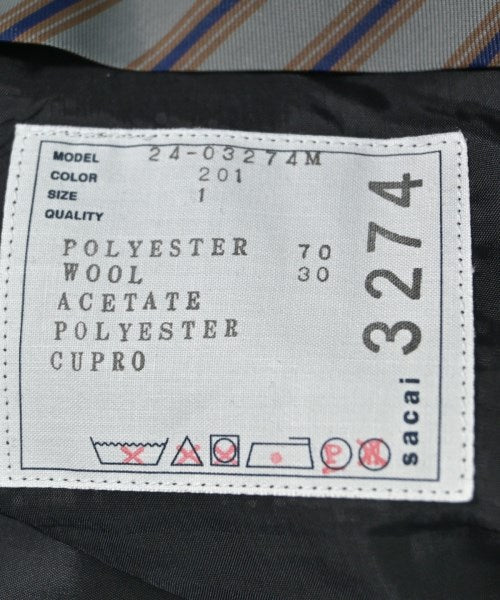 MODEL 24-03274M
COLOR 201
SIZE 1
QUALITY
POLYESTER 70
WOOL 30
ACETATE
POLYESTER
CUPRO
3274
sacai
P
W